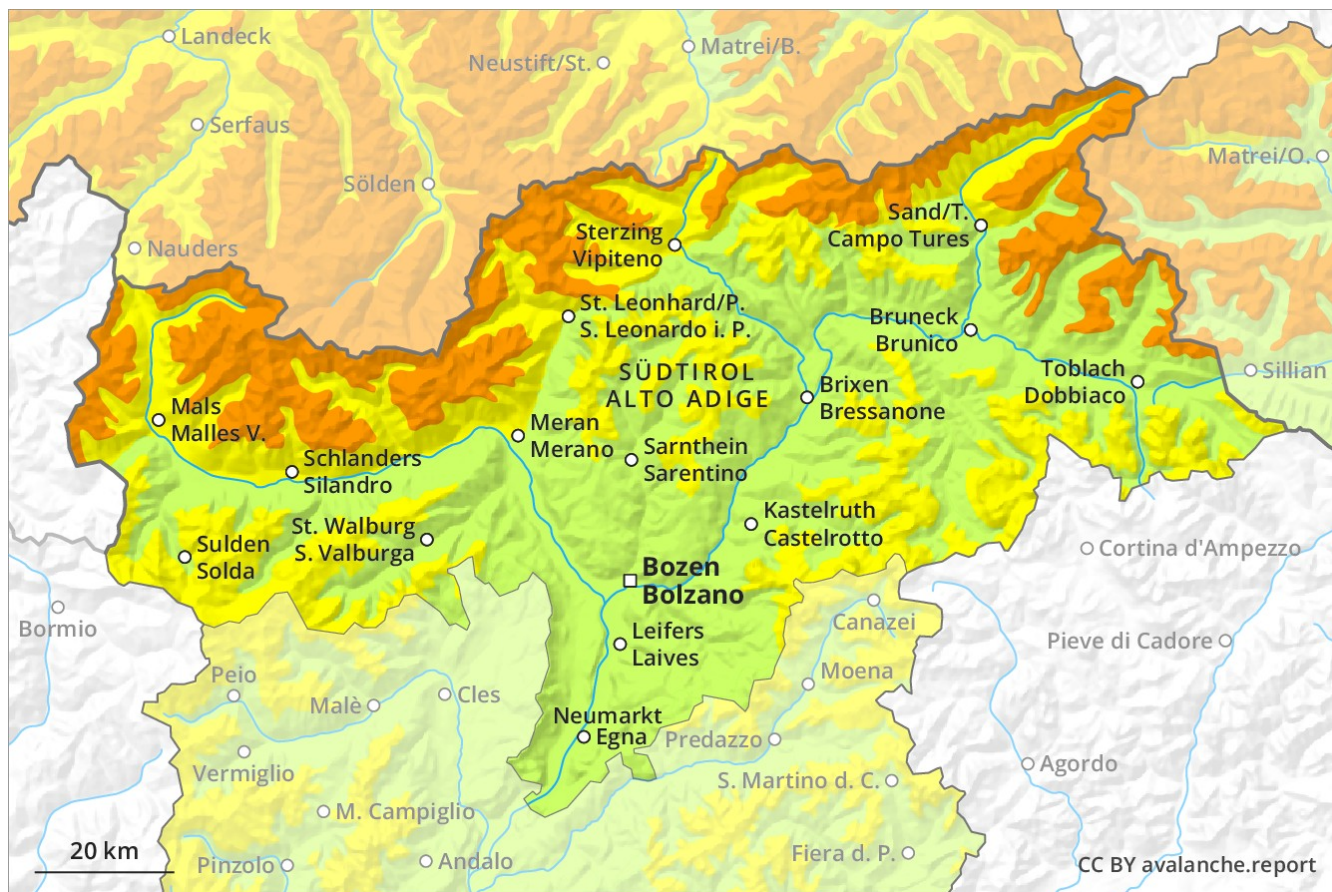 Landeck
Matrei/B.
Neustift/St.
Serfaus
Matrei/O.
Sölden
Sand/T.
Campo Tures
Sterzing
Vipiteno
Nauders
St. Leonhard/P.
S. Leonardo i. P.
Bruneck
Brunico
SÜDTIROL
ALTO ADIGE
Toblach
Dobbiaco
Sillian
Brixen
Bressanone
Mals
Malles V.
Meran
Merano
Sarnthein
Sarentino
Schlanders
Silandro
Kastelruth
Castelrotto
St. Walburg
S. Valburga
Sulden
Solda
Cortina d'Ampezzo
Bozen
Bolzano
Bormio
Canazei
Leifers
Laives
Pieve di Cadore
Peio
Moena
Malè
Cles
Neumarkt
Egna
Predazzo
Vermiglio
Agordo
S. Martino d. C.
M. Campiglio
20 km
Pinzolo
Andalo
Fiera d. P.
CC BY avalanche.report